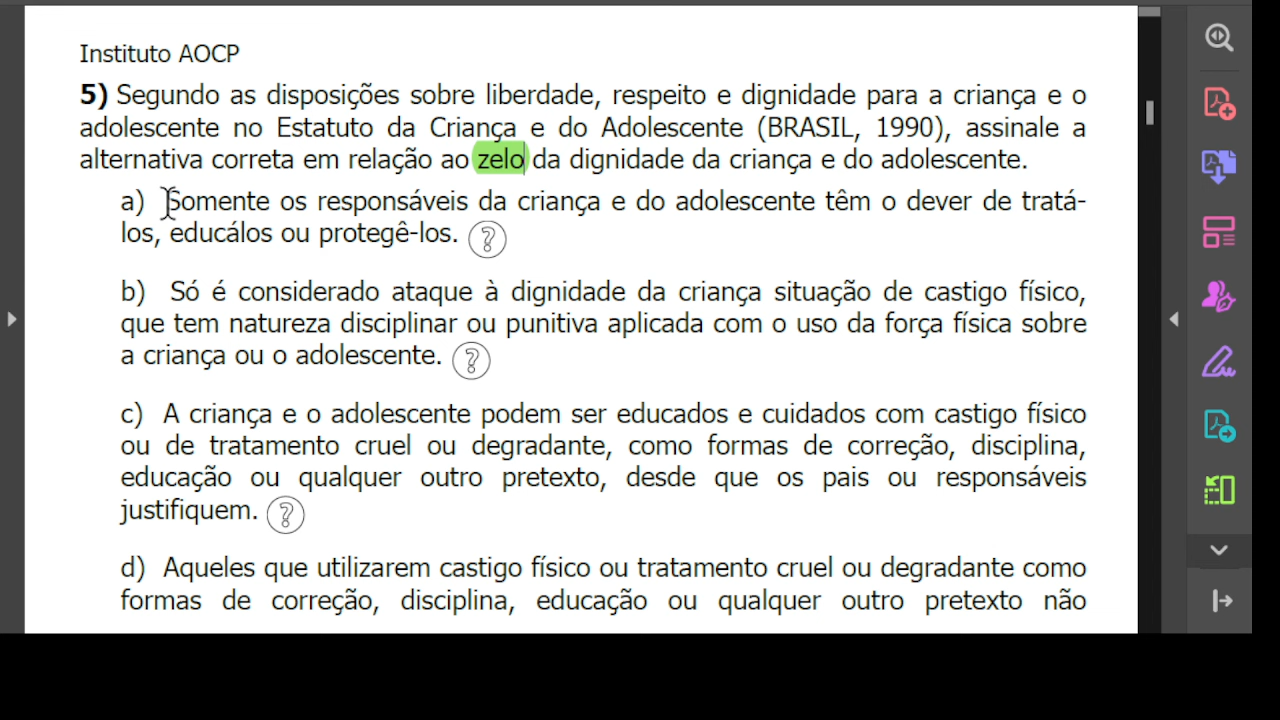 Instituto AOCP
5) Segundo as disposições sobre liberdade, respeito e dignidade para a criança e o
adolescente no Estatuto da Criança e do Adolescente (BRASIL, 1990), assinale a
alternativa correta em relação ao zelo da dignidade da criança e do adolescente.
a) Somente os responsáveis da criança e do adolescente têm o dever de tratá-
los, educálos ou protegê-los. ?
b) Só é considerado ataque à dignidade da criança situação de castigo físico,
que tem natureza disciplinar ou punitiva aplicada com o uso da força física sobre
a criança ou o adolescente. ?
c) A criança e o adolescente podem ser educados e cuidados com castigo físico
ou de tratamento cruel ou degradante, como formas de correção, disciplina,
educação ou qualquer outro pretexto, desde que os pais ou responsáveis
justifiquem. ?
d) Aqueles que utilizarem castigo físico ou tratamento cruel ou degradante como
formas de correção, disciplina, educação ou qualquer outro pretexto não